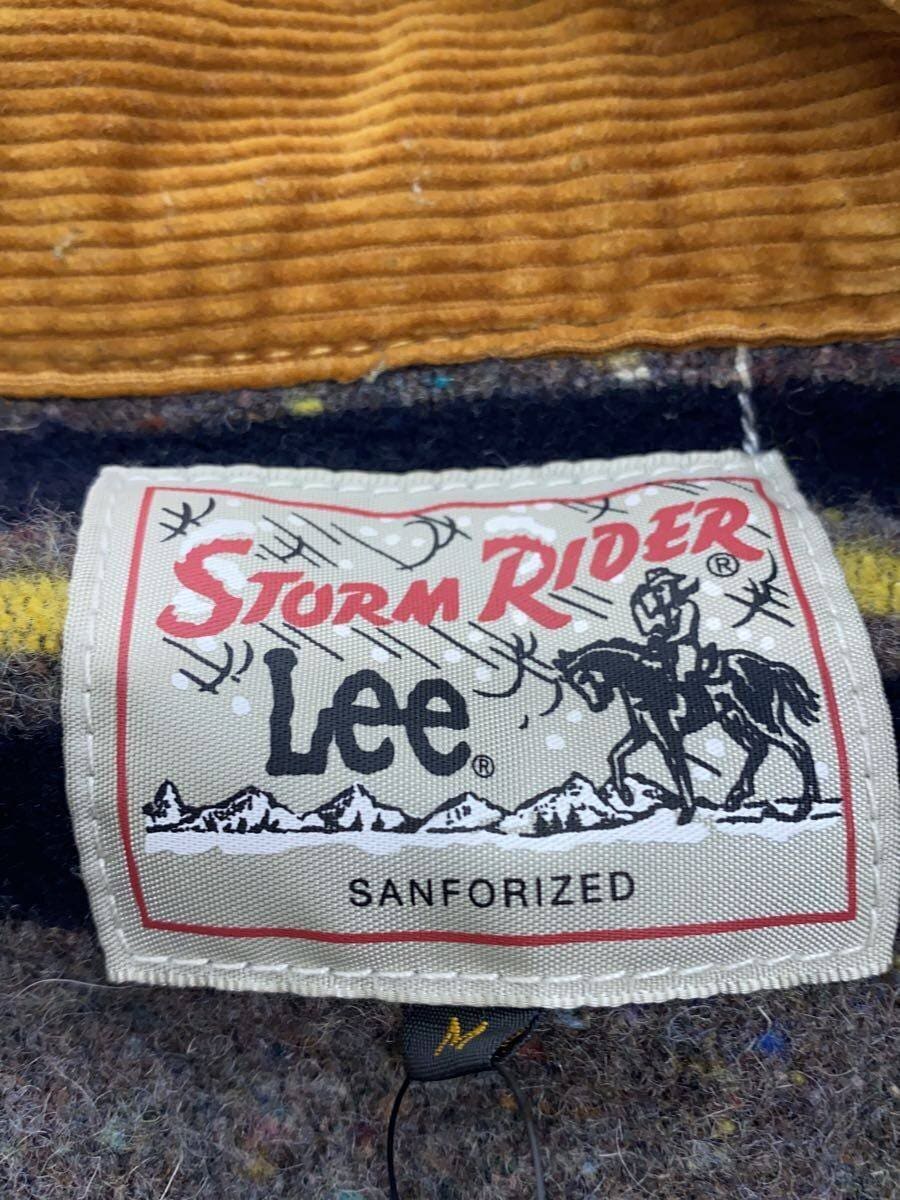 STORM RIDER®
Lee®
SANFORIZED
M